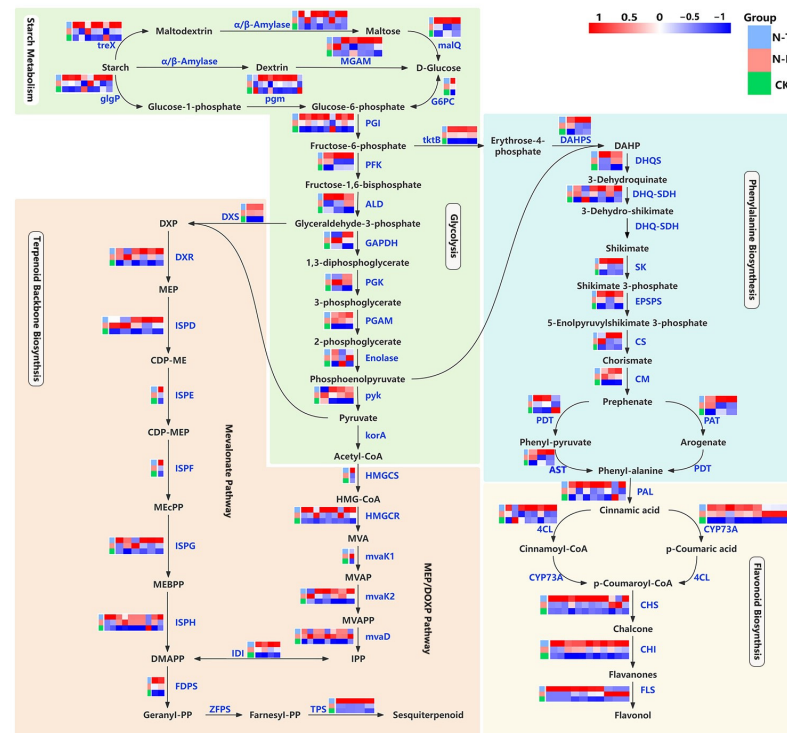 1 0.5 0 −0.5 −1
Group
N-
N-
CK
Starch Metabolism
Maltodextrin
α/β-Amylase
Maltose
treX
malQ
Starch
α/β-Amylase
Dextrin
MGAM
D-Glucose
glgP
pgm
G6PC
Glucose-1-phosphate
Glucose-6-phosphate
PGI
Fructose-6-phosphate
tktB
Erythrose-4-
phosphate
DAHPS
DAHP
PFK
Fructose-1,6-bisphosphate
ALD
Glyceraldehyde-3-phosphate
GAPDH
1,3-diphosphoglycerate
PGK
3-phosphoglycerate
PGAM
2-phosphoglycerate
Enolase
Phosphoenolpyruvate
pyk
Pyruvate
korA
Acetyl-CoA
Glycolysis
DHQS
3-Dehydroquinate
DHQ-SDH
3-Dehydro-shikimate
DHQ-SDH
Shikimate
SK
Shikimate 3-phosphate
EPSPS
5-Enolpyruvylshikimate 3-phosphate
CS
Chorismate
CM
Prephenate
PDT
PAT
Phenyl-pyruvate
Arogenate
AST
Phenyl-alanine
PDT
Phenylalanine Biosynthesis
PAL
Cinnamic acid
4CL
CYP73A
Cinnamoyl-CoA
p-Coumaric acid
CYP73A
p-Coumaroyl-CoA
4CL
CHS
Chalcone
CHI
Flavanones
FLS
Flavonol
Flavonoid Biosynthsis
DXS
DXP
DXR
MEP
ISPD
CDP-ME
ISPE
CDP-MEP
ISPF
MEcPP
ISPG
MEBPP
ISPH
DMAPP
IDI
IPP
FDPS
Geranyl-PP
ZFPS
Farnesyl-PP
TPS
Sesquiterpenoid
Terpenoid Backbone Biosynthsis
Mevalonate Pathway
HMGCS
HMG-CoA
HMGCR
MVA
mvaK1
MVAP
mvaK2
MVAPP
mvaD
MEP/DOXP Pathway